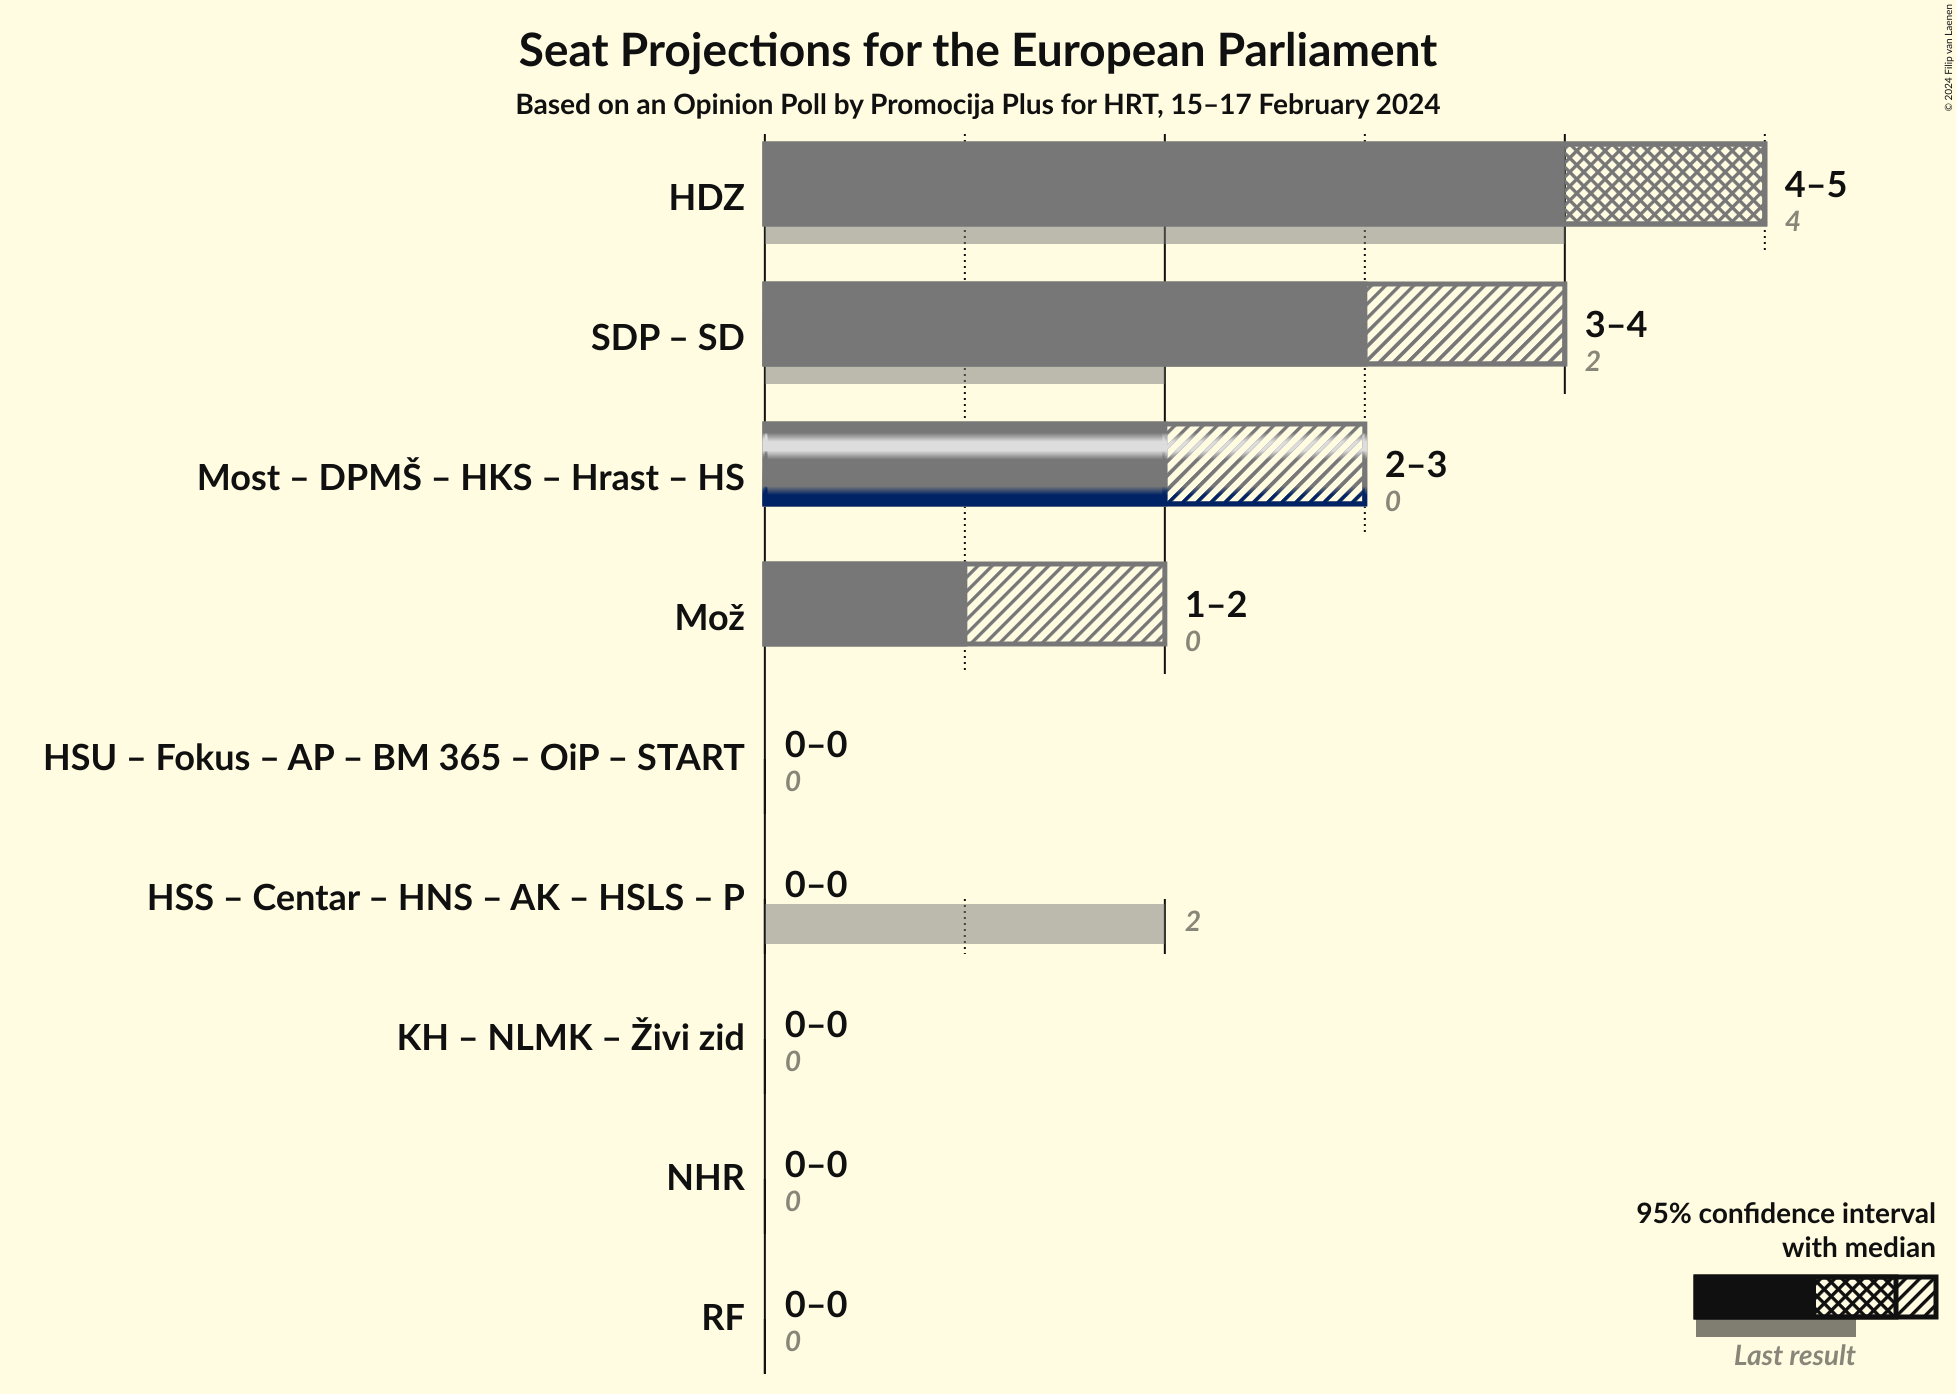 Seat Projections for the European Parliament
Based on an Opinion Poll by Promocija Plus for HRT, 15–17 February 2024
© 2024 Filip van Laenen
HDZ
4–5
4
SDP – SD
3–4
2
Most – DPMŠ – HKS – Hrast – HS
2–3
0
Mož
1–2
0
HSU – Fokus – AP – BM 365 – OiP – START
0–0
0
HSS – Centar – HNS – AK – HSLS – P
0–0
2
KH – NLMK – Živi zid
0–0
0
NHR
0–0
0
RF
0–0
0
95% confidence interval
with median
Last result